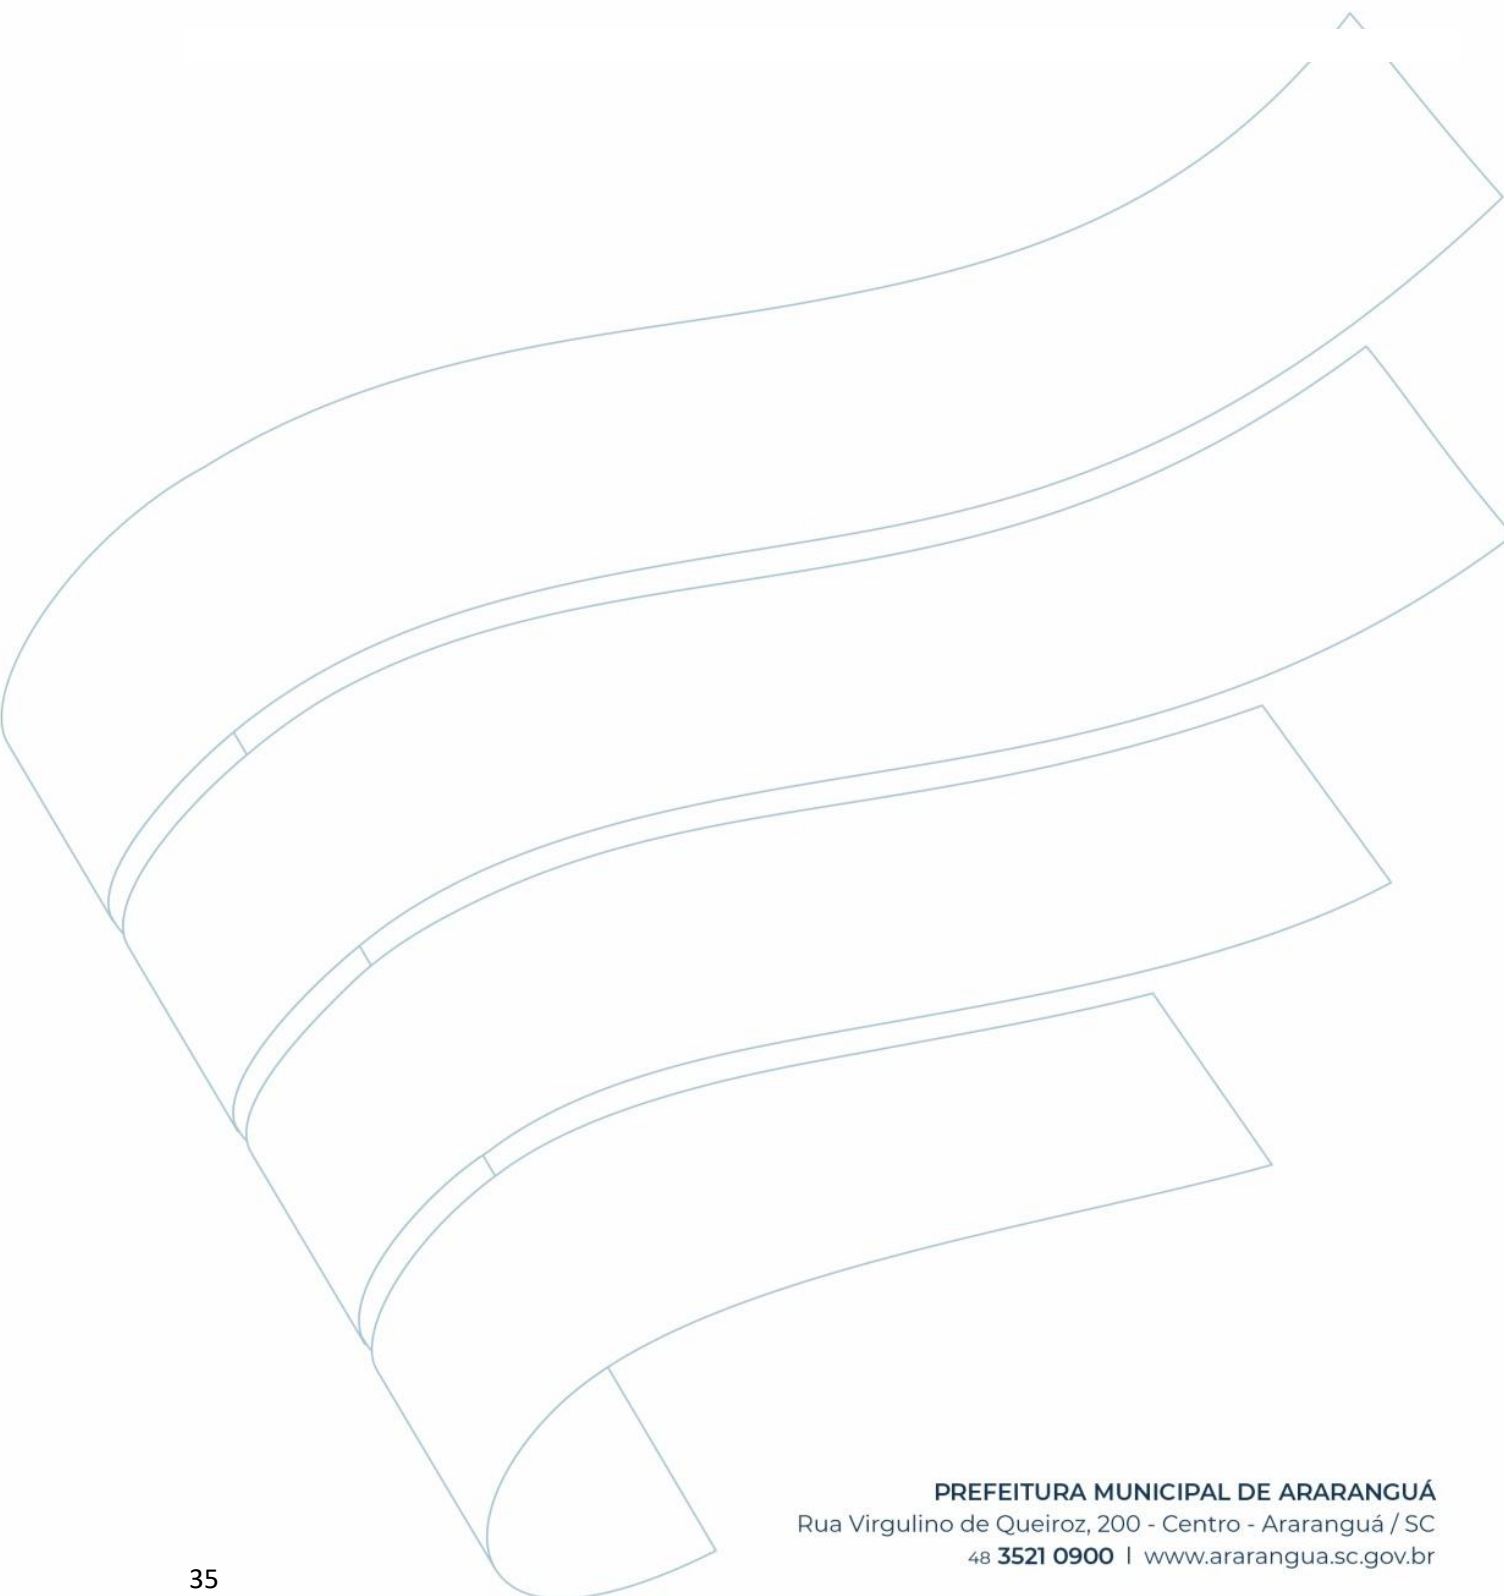 PREFEITURA MUNICIPAL DE ARARANGUÁ
Rua Virgulino de Queiroz, 200 - Centro - Araranguá / SC
48 3521 0900 | www.ararangua.sc.gov.br
35